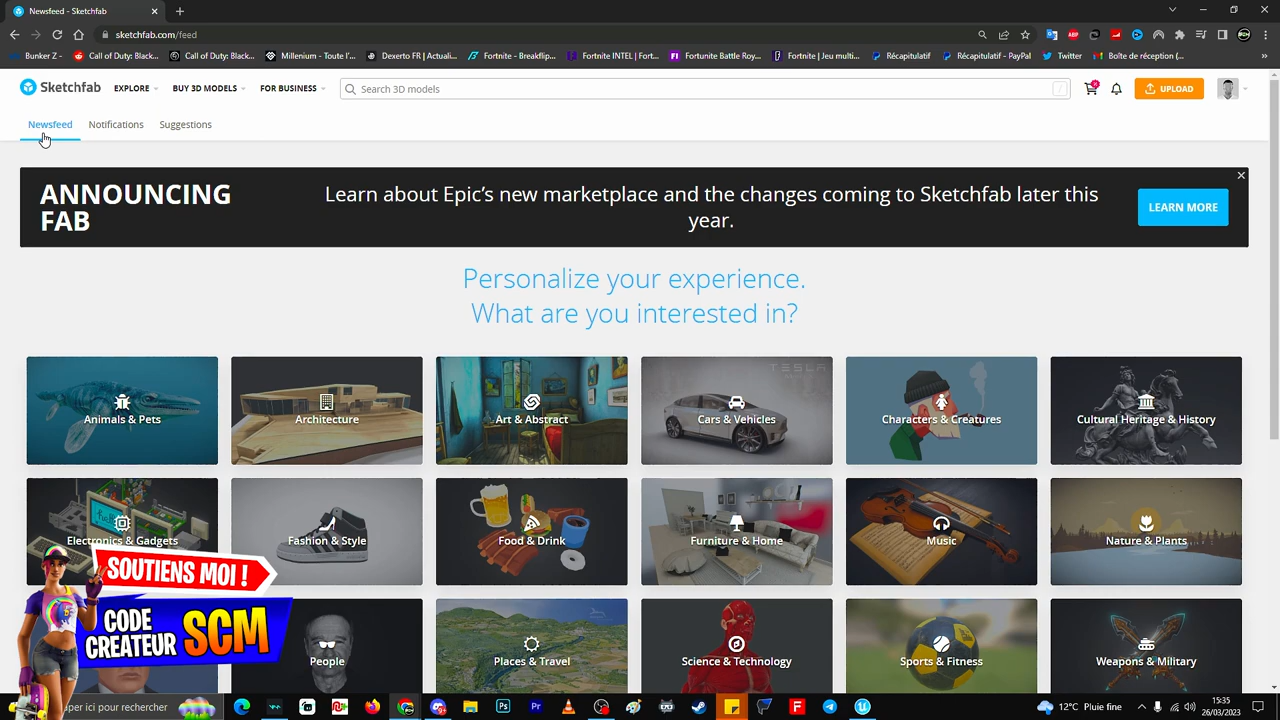 Newsfeed - Sketchfab
sketchfab.com/feed
Bunker Z -
Call of Duty: Black...
Call of Duty: Black...
Millenium - Toute l'...
Dexerto FR | Actuali...
Fortnite - Breakflip...
Fortnite INTEL | Fort...
Fortunite Battle Roy...
Fortnite | Jeu multi...
Récapitulatif
Récapitulatif - PayPal
Twitter
Boîte de réception (...
Sketchfab
EXPLORE
BUY 3D MODELS
FOR BUSINESS
Search 3D models
/
UPLOAD
Newsfeed
Notifications
Suggestions
ANNOUNCING
FAB
Learn about Epic's new marketplace and the changes coming to Sketchfab later this
year.
LEARN MORE
Personalize your experience.
What are you interested in?
TESLA
Animals & Pets
Architecture
Art & Abstract
Cars & Vehicles
Characters & Creatures
Cultural Heritage & History
Electronics & Gadgets
Fashion & Style
Food & Drink
Furniture & Home
Music
Nature & Plants
SOUTIENS MOI !
CODE
CREATEUR
SCM
People
Places & Travel
Science & Technology
Sports & Fitness
Weapons & Military
aper ici pour rechercher
12°C Pluie fine
15:35
26/03/2023